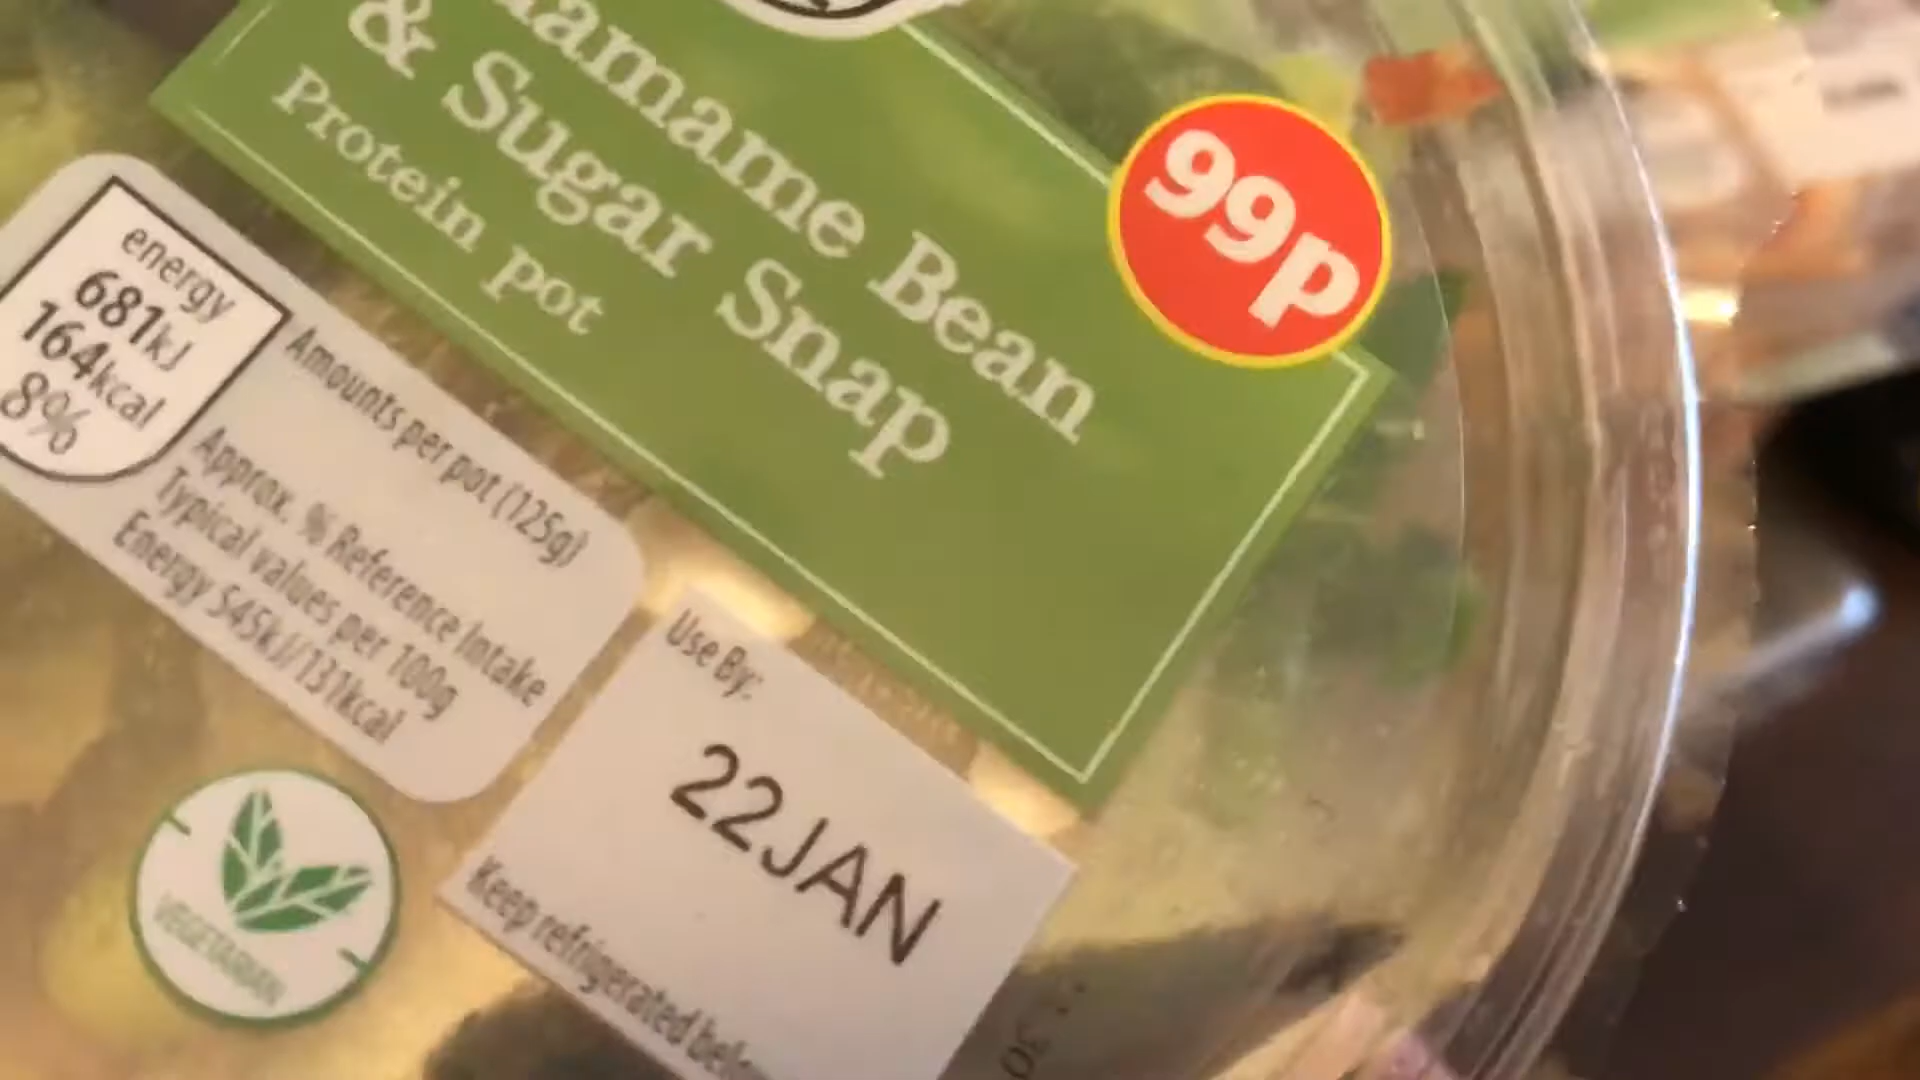 amame Bean
& Sugar Snap
Protein pot
99p
energy
681kJ
164kcal
8%
Amounts per pot (125g)
Approx. % Reference Intake
Typical values per 100g
Energy 545kJ/131kcal
Use By:
22JAN
Keep refrigerated
VEGETARIAN